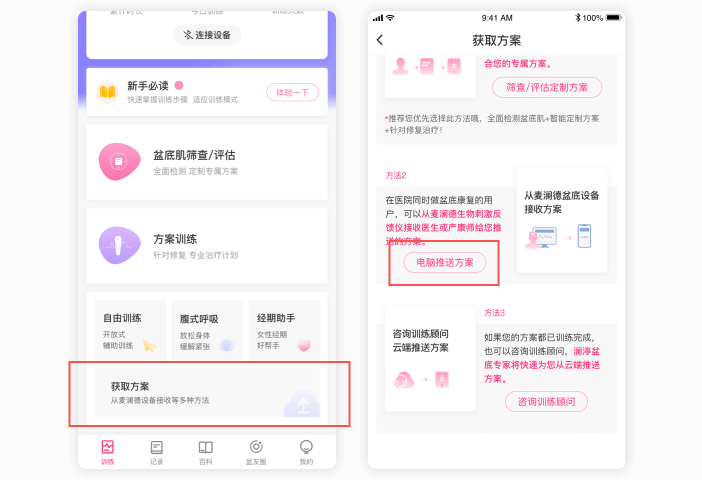 累计时长 今日训练 训练天数
连接设备
新手必读
快速掌握训练步骤 适应训练模式
体验一下
盆底肌筛查/评估
全面检测 定制专属方案
方案训练
针对修复 专业治疗计划
自由训练
开放式
辅助训练
腹式呼吸
放松身体
缓解紧张
经期助手
女性经期
好帮手
获取方案
从麦澜德设备接收等多种方法
训练 记录 百科 盆友圈 我的
9:41 AM 100%
获取方案
合您的专属方案。
筛查/评估定制方案
*推荐您优先选择此方法哦，全面检测盆底肌+智能定制方案
+针对修复治疗！
方法2
在医院同时做盆底康复的用
户，可以从麦澜德生物刺激反
馈仪接收医生或产康师给您推
送的方案。
电脑推送方案
从麦澜德盆底设备
接收方案
方法3
咨询训练顾问
云端推送方案
如果您的方案都已训练完成，
也可以咨询训练顾问，澜渟盆
底专家将快速为您从云端推送
方案。
咨询训练顾问